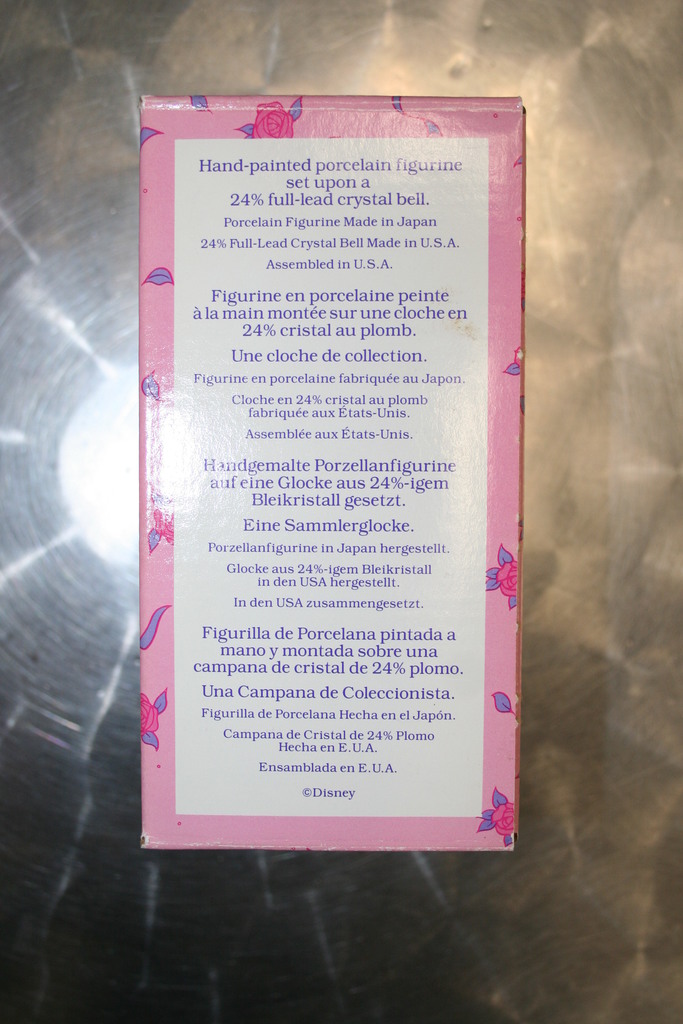 Hand-painted porcelain figurine
set upon a
24% full-lead crystal bell.
Porcelain Figurine Made in Japan
24% Full-Lead Crystal Bell Made in U.S.A.
Assembled in U.S.A.
Figurine en porcelaine peinte
à la main montée sur une cloche en
24% cristal au plomb.
Une cloche de collection.
Figurine en porcelaine fabriquée au Japon.
Cloche en 24% cristal au plomb
fabriquée aux États-Unis.
Assemblée aux États-Unis.
Handgemalte Porzellanfigurine
auf eine Glocke aus 24%-igem
Bleikristall gesetzt.
Eine Sammlerglocke.
Porzellanfigurine in Japan hergestellt.
Glocke aus 24%-igem Bleikristall
in den USA hergestellt.
In den USA zusammengesetzt.
Figurilla de Porcelana pintada a
mano y montada sobre una
campana de cristal de 24% plomo.
Una Campana de Coleccionista.
Figurilla de Porcelana Hecha en el Japón.
Campana de Cristal de 24% Plomo
Hecha en E.U.A.
Ensamblada en E.U.A.
©Disney